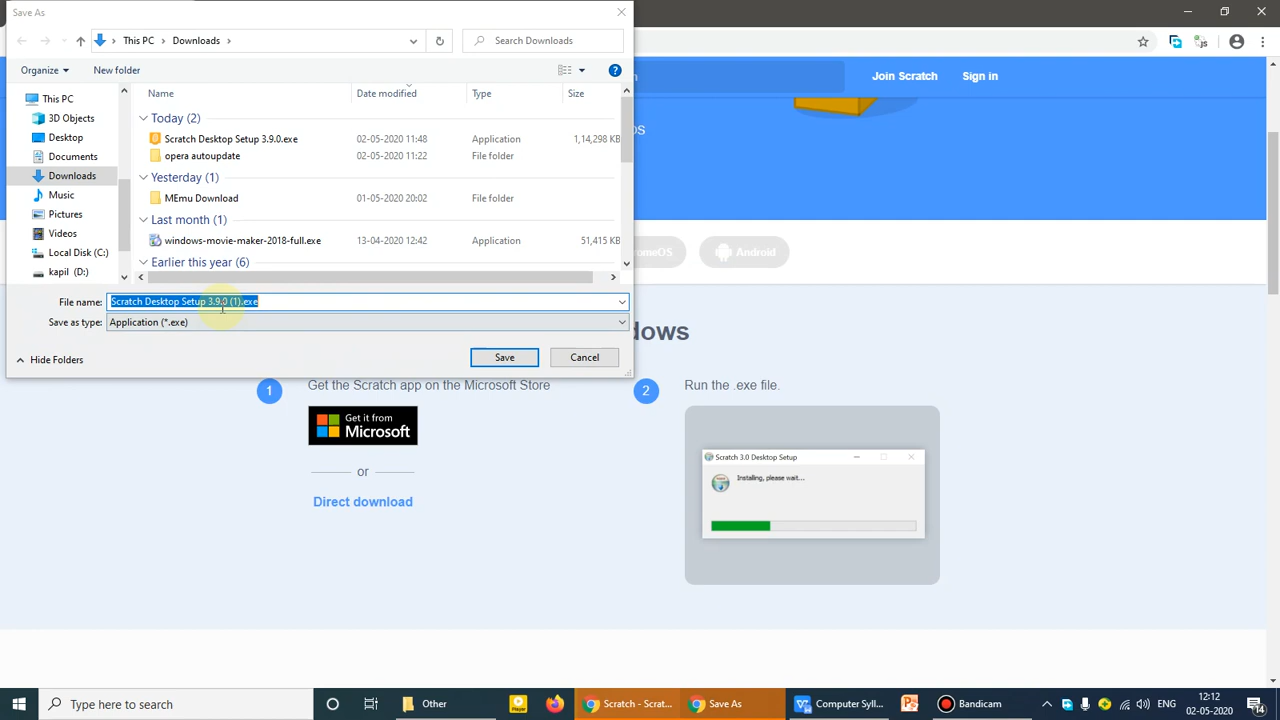 Save As
This PC
Downloads
Search Downloads
Organize
New folder
Join Scratch
Sign in
This PC
3D Objects
Desktop
Documents
Downloads
Music
Pictures
Videos
Local Disk (C:)
kapil (D:)
Name
Date modified
Type
Size
Today (2)
Scratch Desktop Setup 3.9.0.exe
02-05-2020 11:48
Application
1,14,298 KB
opera autoupdate
02-05-2020 11:22
File folder
Yesterday (1)
MEmu Download
01-05-2020 20:02
File folder
Last month (1)
windows-movie-maker-2018-full.exe
13-04-2020 12:42
Application
51,415 KB
Earlier this year (6)
File name:
Scratch Desktop Setup 3.9.0 (1).exe
Save as type:
Application (*.exe)
Hide Folders
Save
Cancel
os
omeOS
Android
dows
1
Get the Scratch app on the Microsoft Store
Get it from
Microsoft
or
Direct download
2
Run the .exe file.
Scratch 3.0 Desktop Setup
Installing, please wait...
Type here to search
Other
Player
Scratch - Scrat...
Save As
Computer Syll...
Bandicam
ENG
12:12
02-05-2020
14